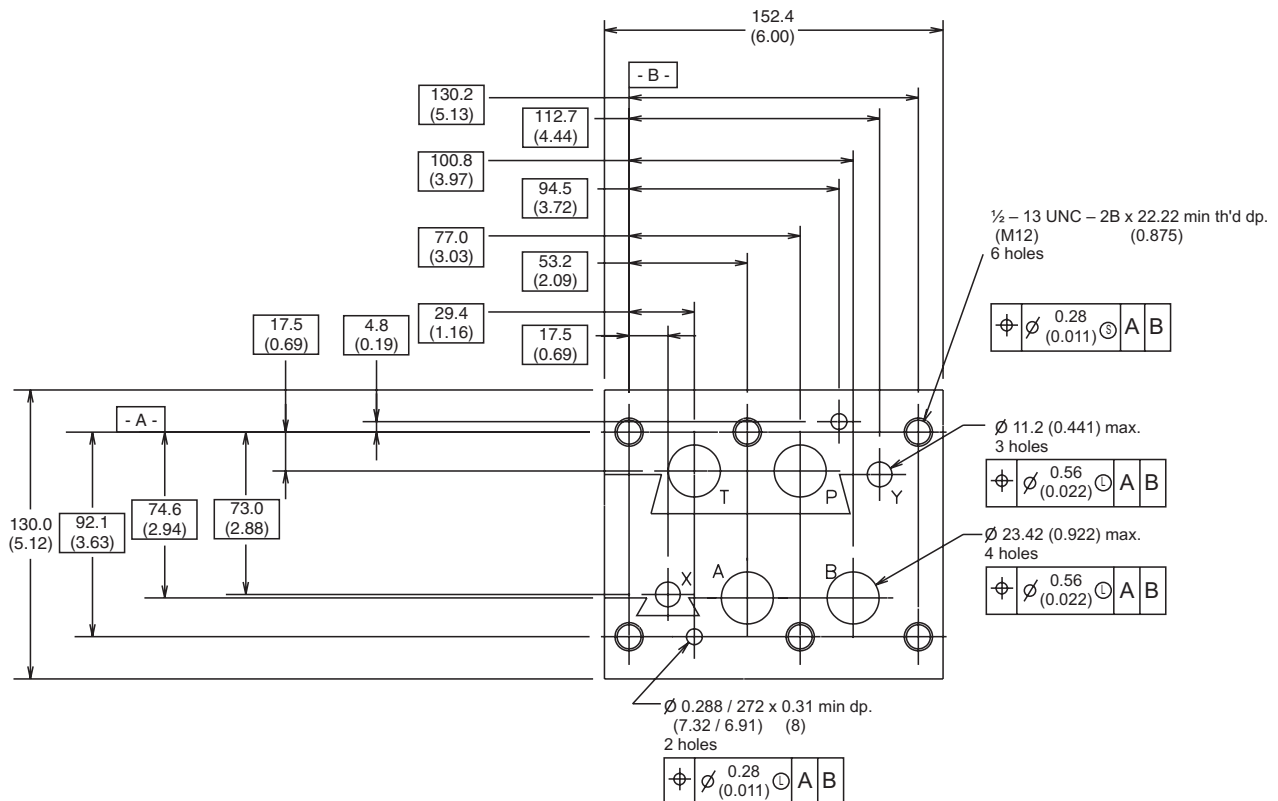 152.4
(6.00)
- B -
130.2
(5.13)
112.7
(4.44)
100.8
(3.97)
94.5
(3.72)
77.0
(3.03)
53.2
(2.09)
29.4
(1.16)
17.5
(0.69)
4.8
(0.19)
17.5
(0.69)
½ – 13 UNC – 2B x 22.22 min th'd dp.
(M12) (0.875)
6 holes
⌖ Ø 0.28 (0.011) Ⓢ A B
- A -
Ø 11.2 (0.441) max.
3 holes
⌖ Ø 0.56 (0.022) Ⓛ A B
T P Y
130.0
(5.12)
92.1
(3.63)
74.6
(2.94)
73.0
(2.88)
Ø 23.42 (0.922) max.
4 holes
⌖ Ø 0.56 (0.022) Ⓛ A B
X A B
Ø 0.288 / 272 x 0.31 min dp.
(7.32 / 6.91) (8)
2 holes
⌖ Ø 0.28 (0.011) Ⓛ A B